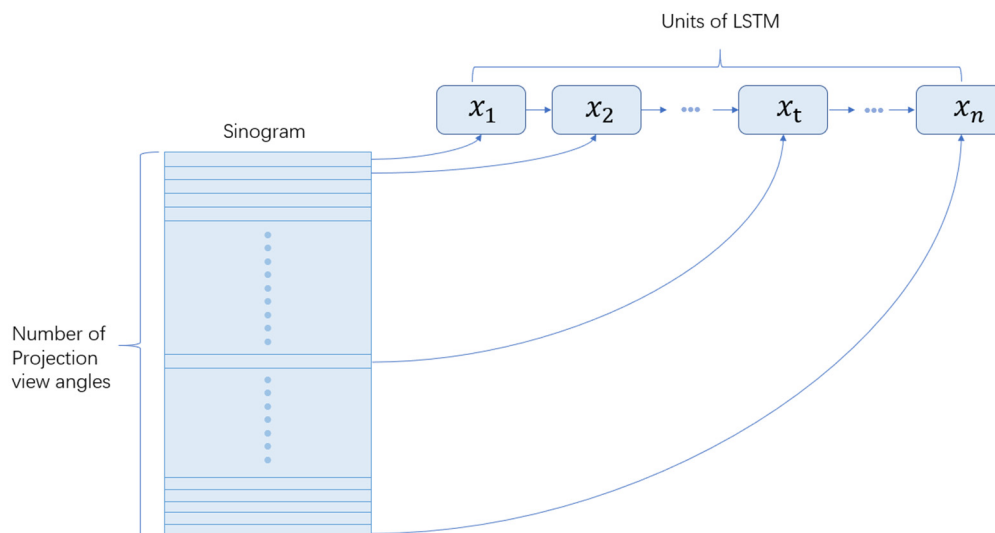 Units of LSTM
x₁
x₂
xₜ
xₙ
Sinogram
Number of
Projection
view angles